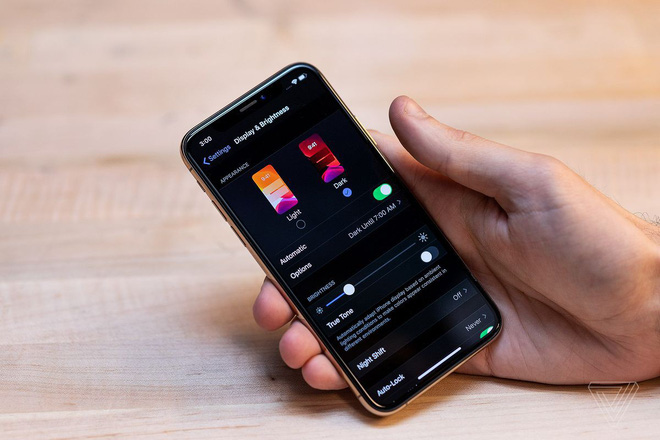 3:00
Settings
Display & Brightness
APPEARANCE
9:41 9:41
Light Dark
Automatic
Options Dark Until 7:00 AM
BRIGHTNESS
True Tone
Automatically adapt iPhone display based on ambient
lighting conditions to make colors appear consistent in
different environments.
Night Shift Off
Auto-Lock Never